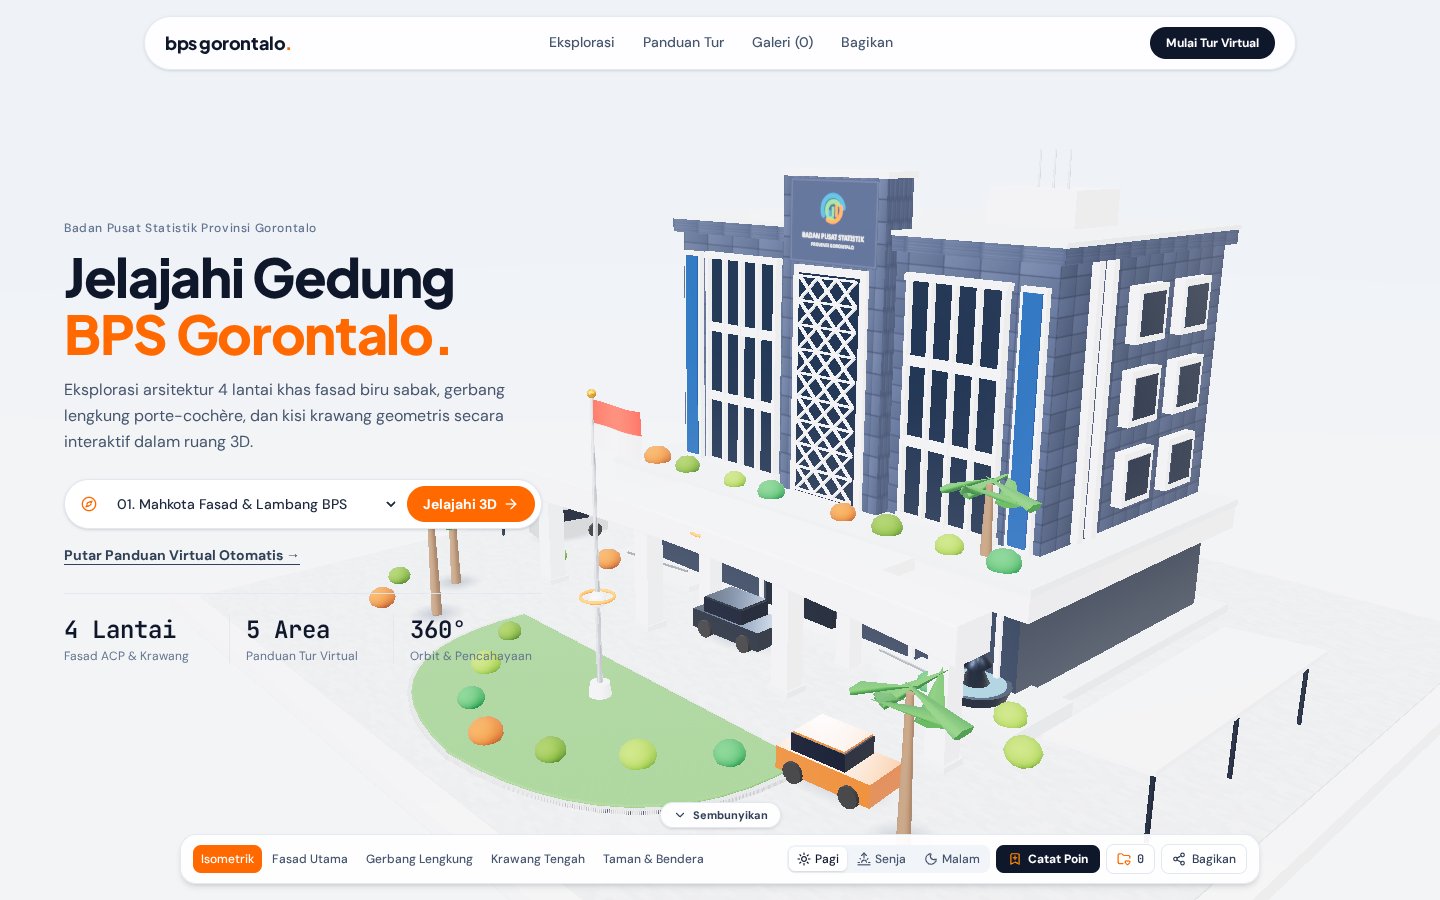 bpsgorontalo.
Eksplorasi
Panduan Tur
Galeri (0)
Bagikan
Mulai Tur Virtual
BADAN PUSAT STATISTIK
PROVINSI GORONTALO
Badan Pusat Statistik Provinsi Gorontalo
Jelajahi Gedung
BPS Gorontalo.
Eksplorasi arsitektur 4 lantai khas fasad biru sabak, gerbang
lengkung porte-cochère, dan kisi krawang geometris secara
interaktif dalam ruang 3D.
01. Mahkota Fasad & Lambang BPS
Jelajahi 3D →
Putar Panduan Virtual Otomatis →
4 Lantai
Fasad ACP & Krawang
5 Area
Panduan Tur Virtual
360°
Orbit & Pencahayaan
Sembunyikan
Isometrik
Fasad Utama
Gerbang Lengkung
Krawang Tengah
Taman & Bendera
Pagi
Senja
Malam
Catat Poin
0
Bagikan